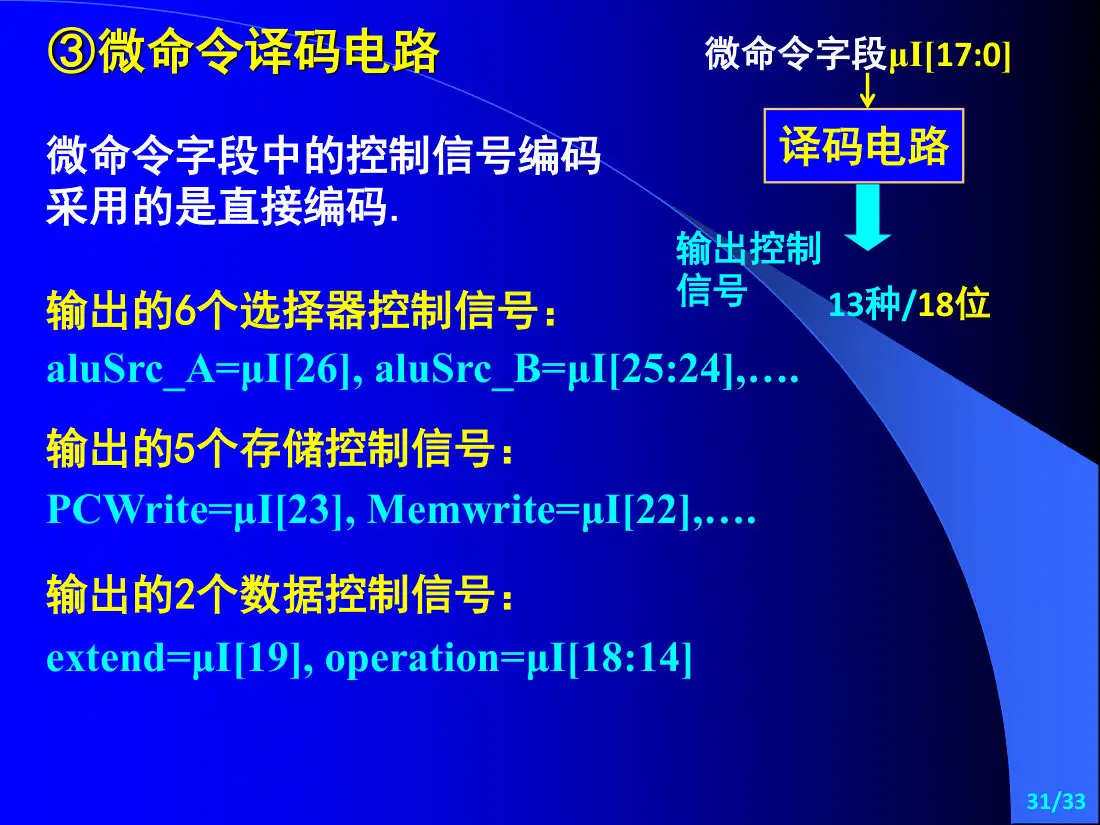 ③微命令译码电路
微命令字段μI[17:0]
译码电路
微命令字段中的控制信号编码
采用的是直接编码.
输出控制
信号
13种/18位
输出的6个选择器控制信号：
aluSrc_A=μI[26], aluSrc_B=μI[25:24],….
输出的5个存储控制信号：
PCWrite=μI[23], Memwrite=μI[22],….
输出的2个数据控制信号：
extend=μI[19], operation=μI[18:14]
31/33